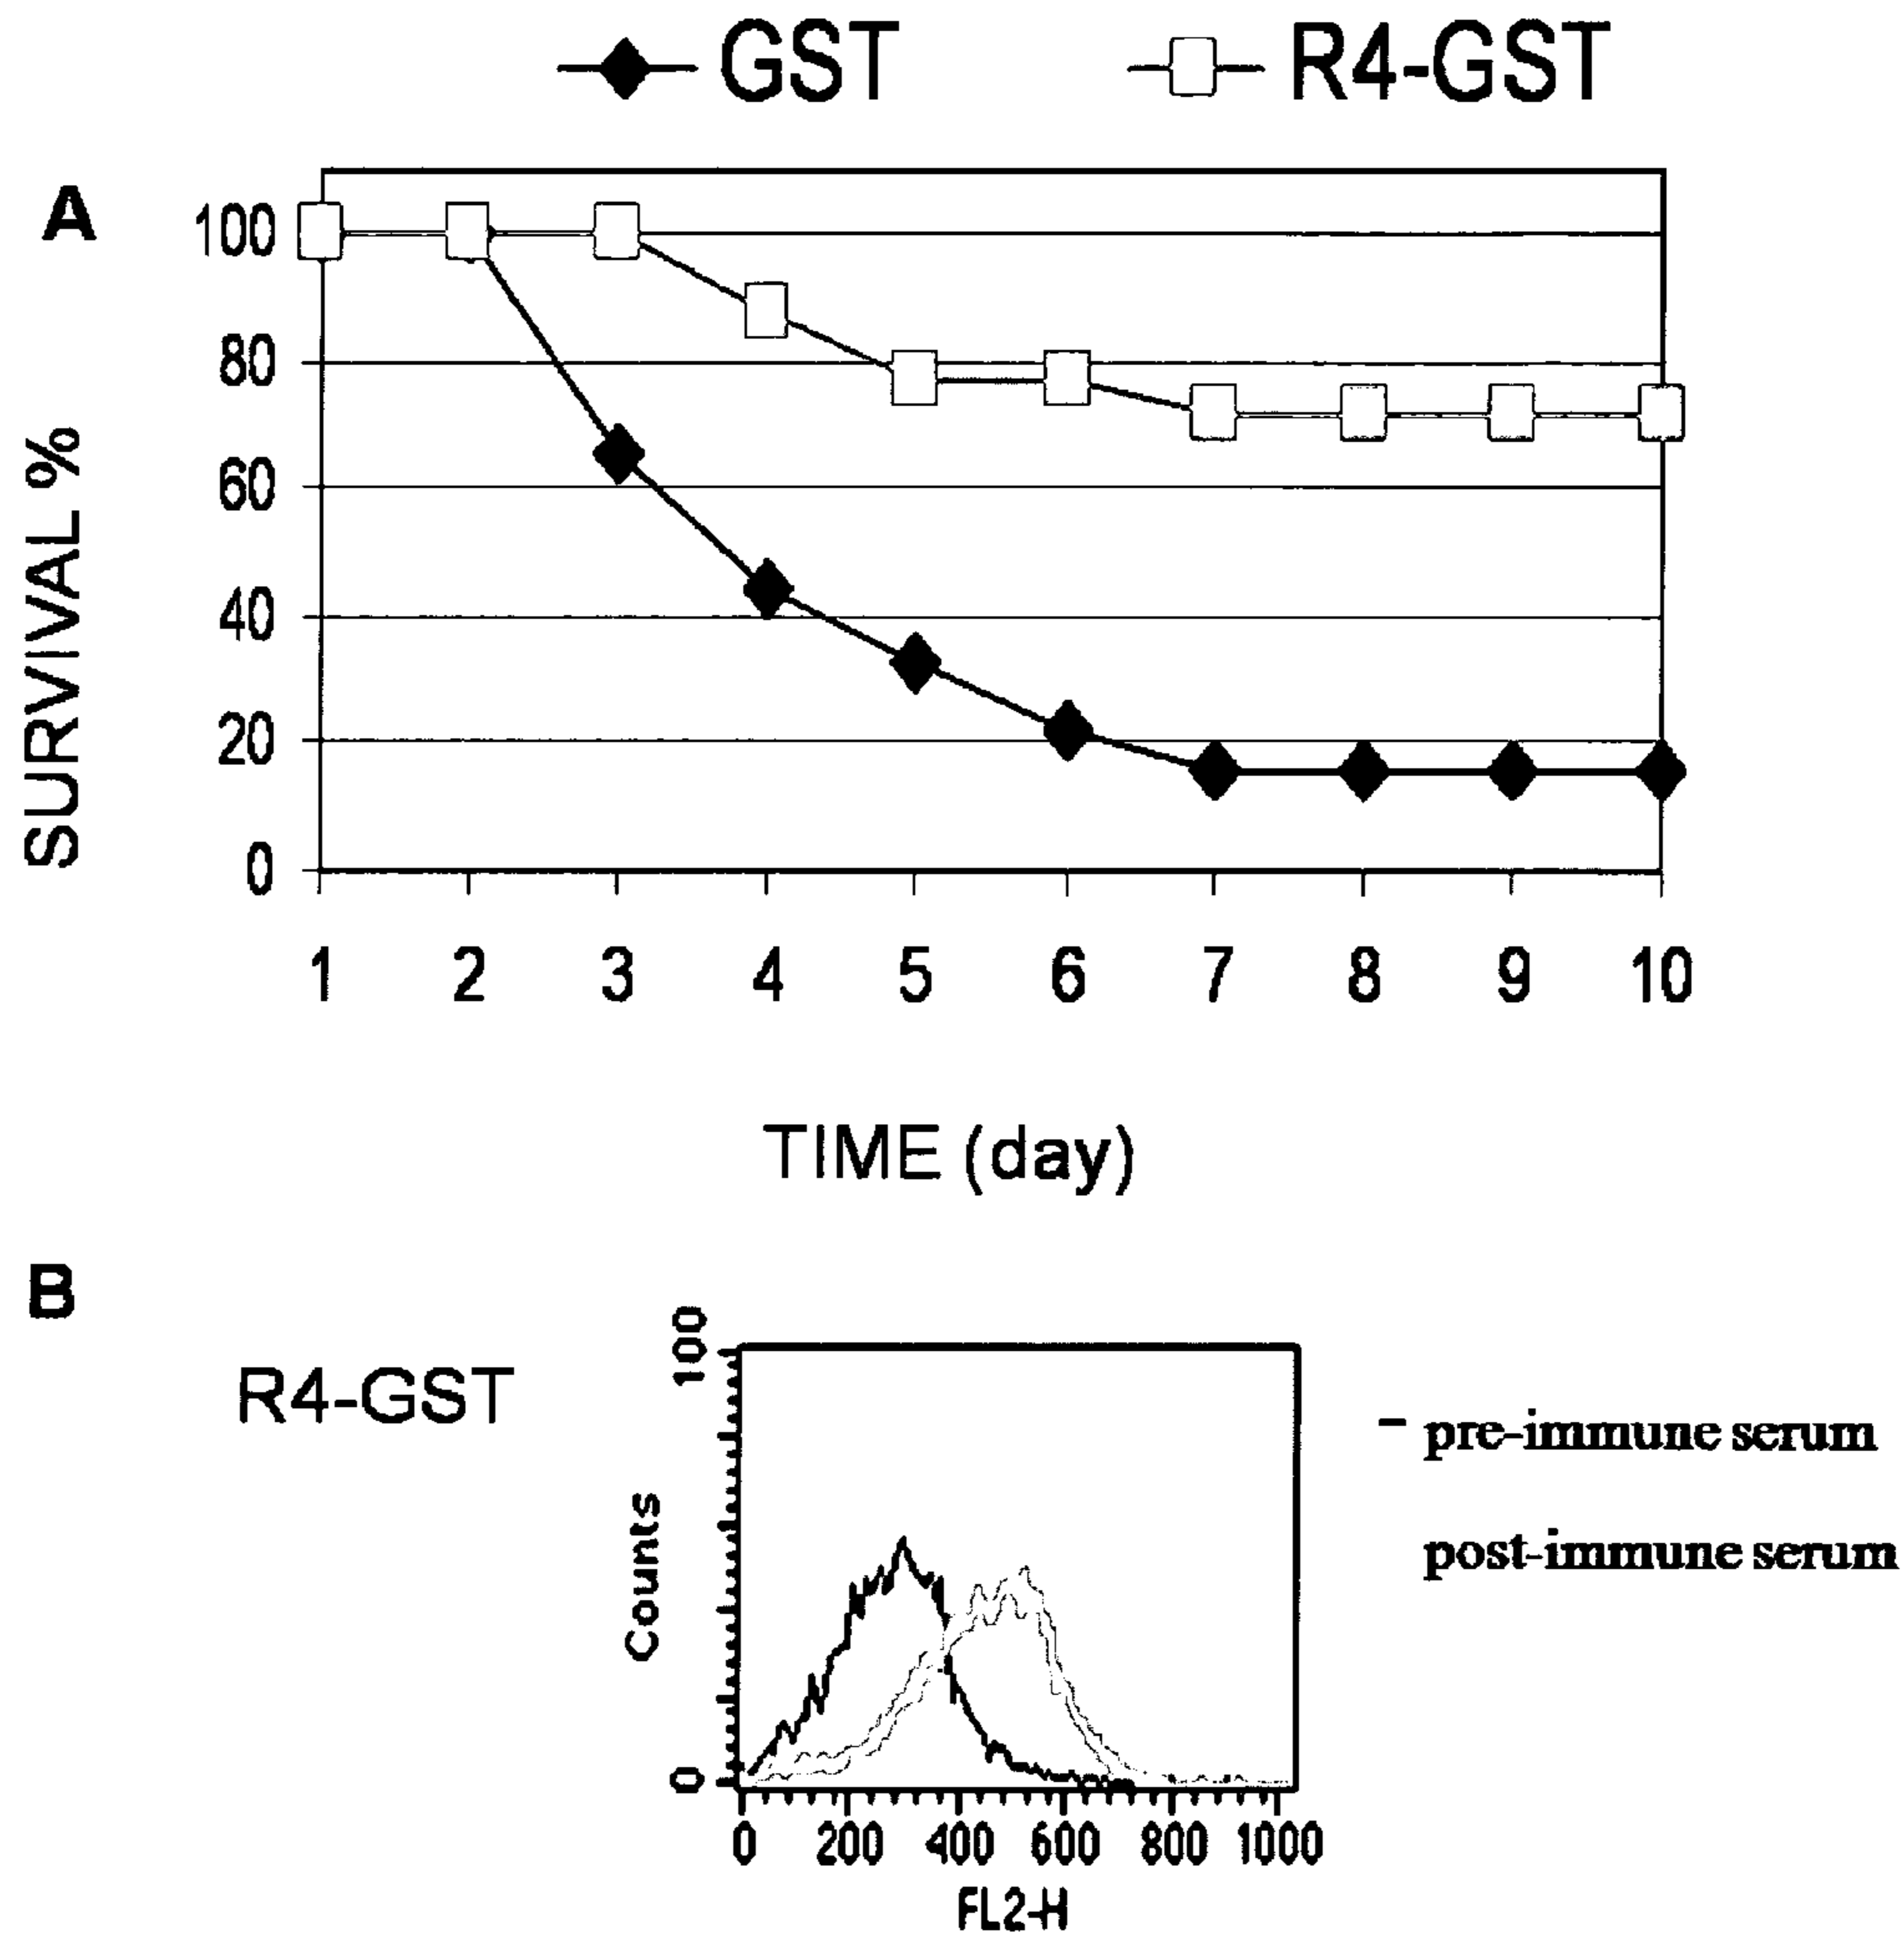 GST R4-GST
A
100
80
60
40
20
0
SURVIVAL %
1 2 3 4 5 6 7 8 9 10
TIME (day)
B
R4-GST
100
0
Counts
0 200 400 600 800 1000
FL2-H
pre-immune serum
post-immune serum